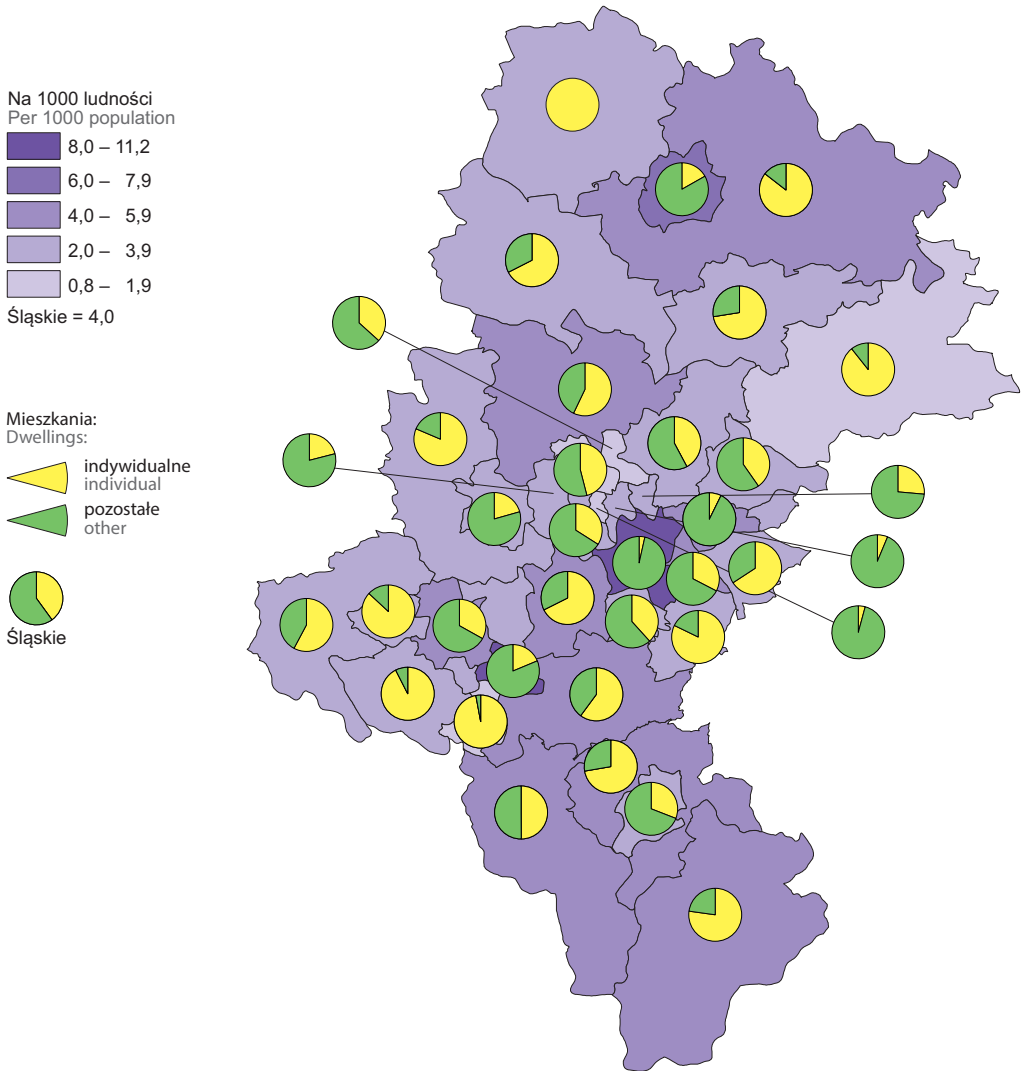 Na 1000 ludności
Per 1000 population
8,0 – 11,2
6,0 – 7,9
4,0 – 5,9
2,0 – 3,9
0,8 – 1,9
Śląskie = 4,0
Mieszkania:
Dwellings:
indywidualne
individual
pozostałe
other
Śląskie